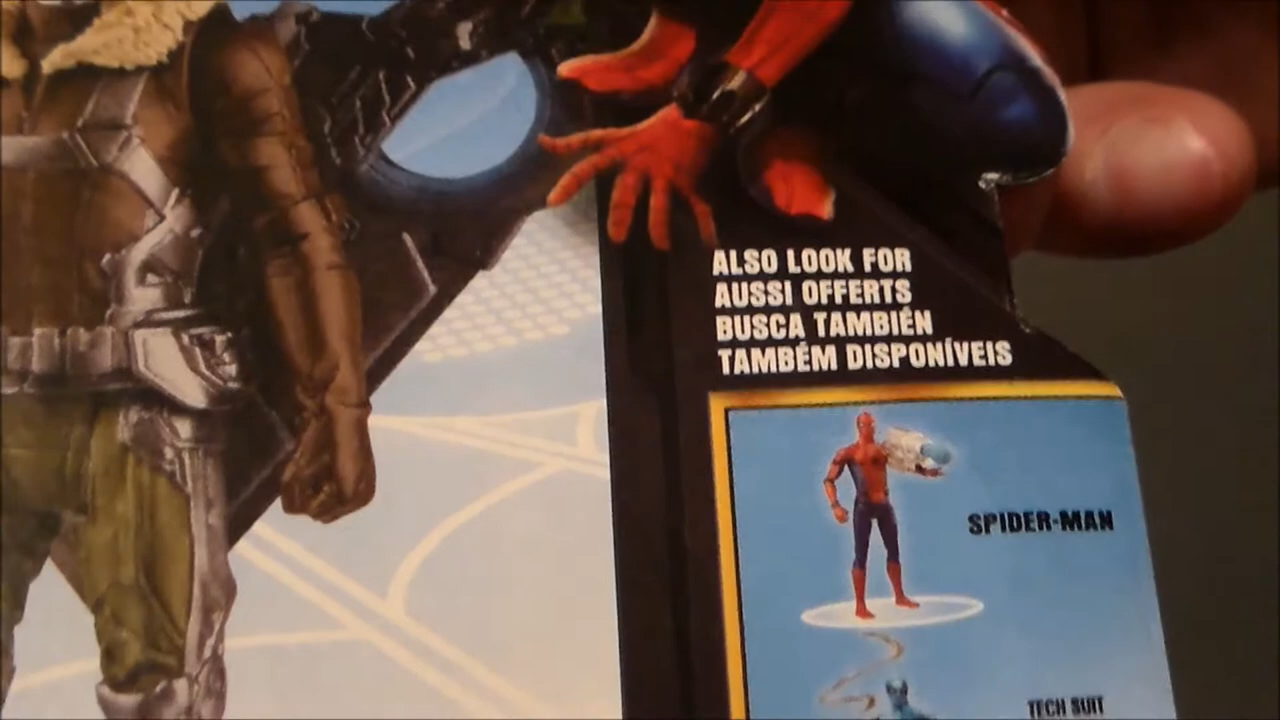 ALSO LOOK FOR
AUSSI OFFERTS
BUSCA TAMBIÉN
TAMBÉM DISPONÍVEIS
SPIDER-MAN
TECH SUIT